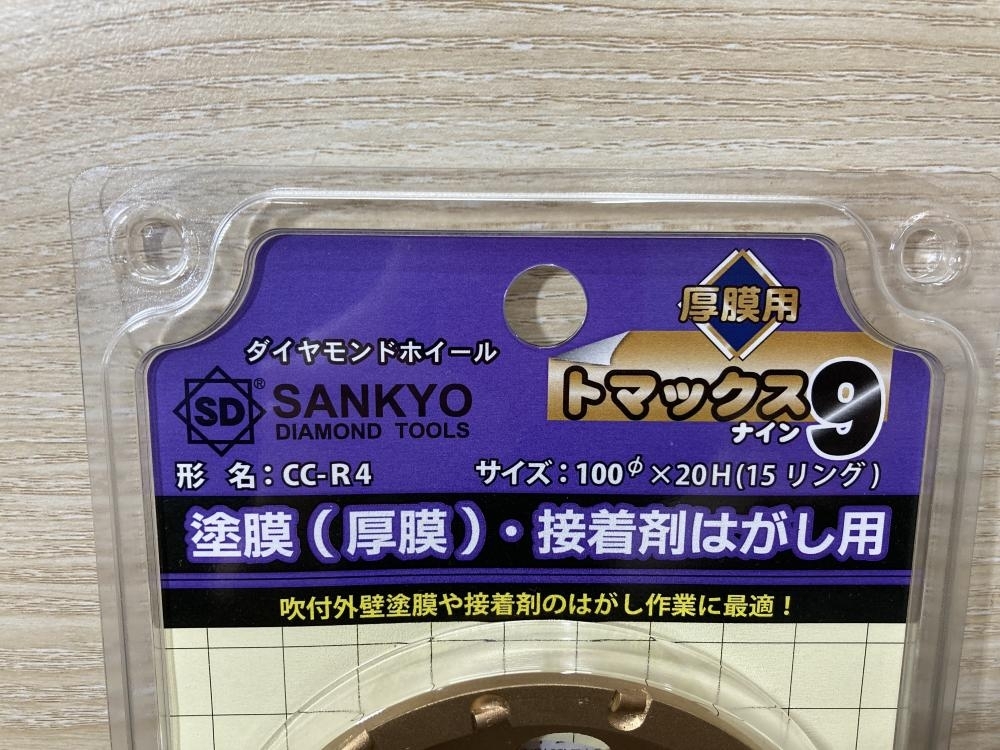 厚膜用
ダイヤモンドホイール
トマックス9
ナイン
SD® SANKYO
DIAMOND TOOLS
形 名：CC-R4 サイズ：100φ×20H(15リング)
塗膜(厚膜)・接着剤はがし用
吹付外壁塗膜や接着剤のはがし作業に最適！